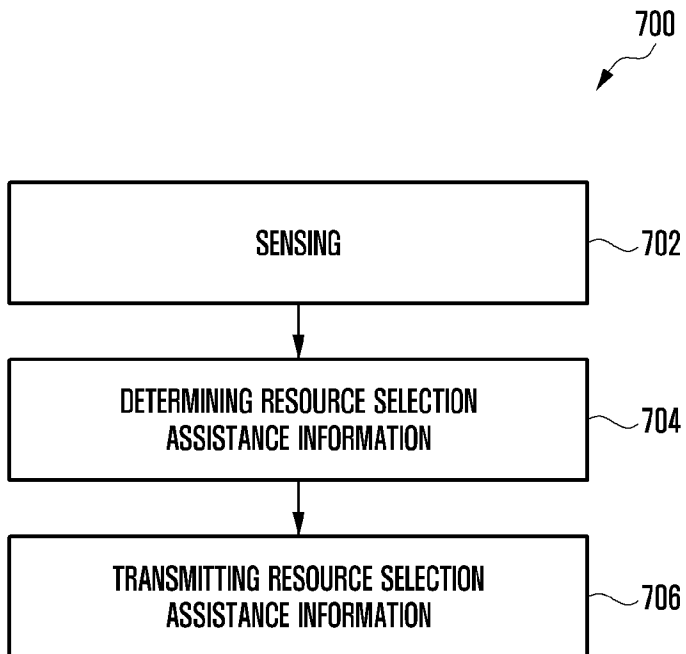 700
SENSING
702
DETERMINING RESOURCE SELECTION
ASSISTANCE INFORMATION
704
TRANSMITTING RESOURCE SELECTION
ASSISTANCE INFORMATION
706